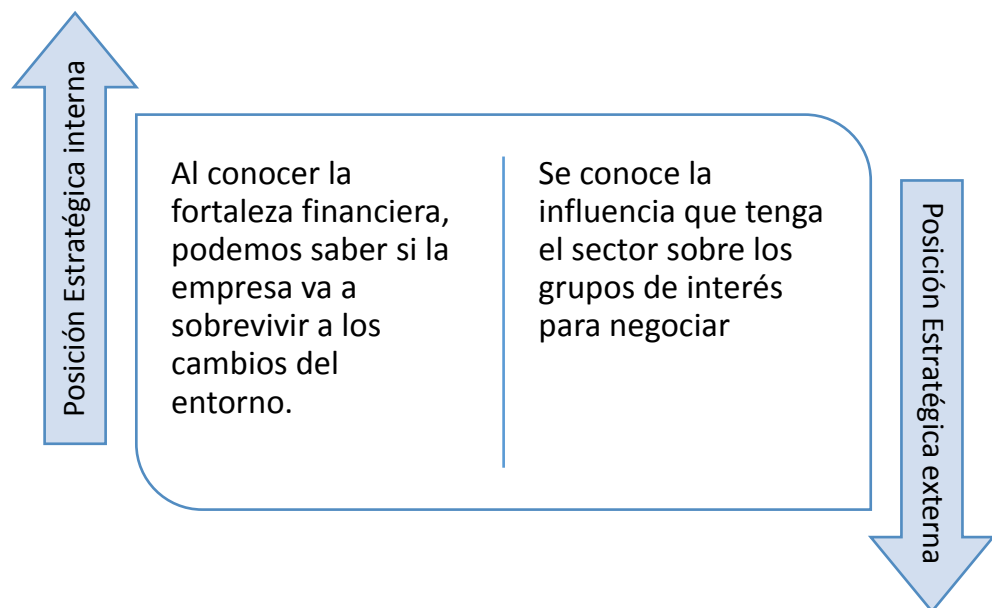 Posición Estratégica interna
Al conocer la
fortaleza financiera,
podemos saber si la
empresa va a
sobrevivir a los
cambios del
entorno.
Se conoce la
influencia que tenga
el sector sobre los
grupos de interés
para negociar
Posición Estratégica externa